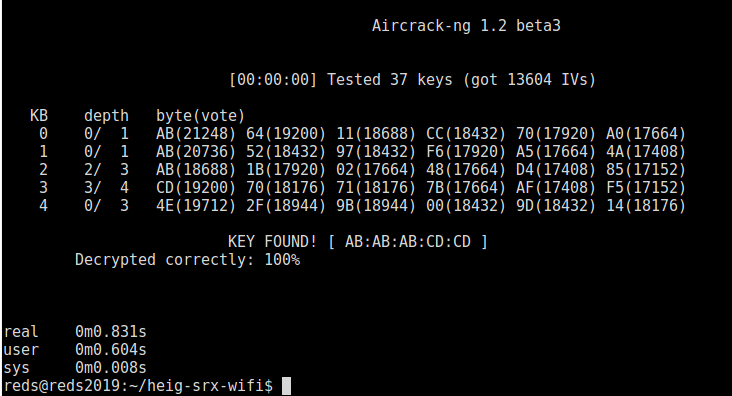 Aircrack-ng 1.2 beta3
[00:00:00] Tested 37 keys (got 13604 IVs)
KB    depth   byte(vote)
0    0/  1   AB(21248) 64(19200) 11(18688) CC(18432) 70(17920) A0(17664)
1    0/  1   AB(20736) 52(18432) 97(18432) F6(17920) A5(17664) 4A(17408)
2    2/  3   AB(18688) 1B(17920) 02(17664) 48(17664) D4(17408) 85(17152)
3    3/  4   CD(19200) 70(18176) 71(18176) 7B(17664) AF(17408) F5(17152)
4    0/  3   4E(19712) 2F(18944) 9B(18944) 00(18432) 9D(18432) 14(18176)
KEY FOUND! [ AB:AB:AB:CD:CD ]
Decrypted correctly: 100%
real    0m0.831s
user    0m0.604s
sys     0m0.008s
reds@reds2019:~/heig-srx-wifi$